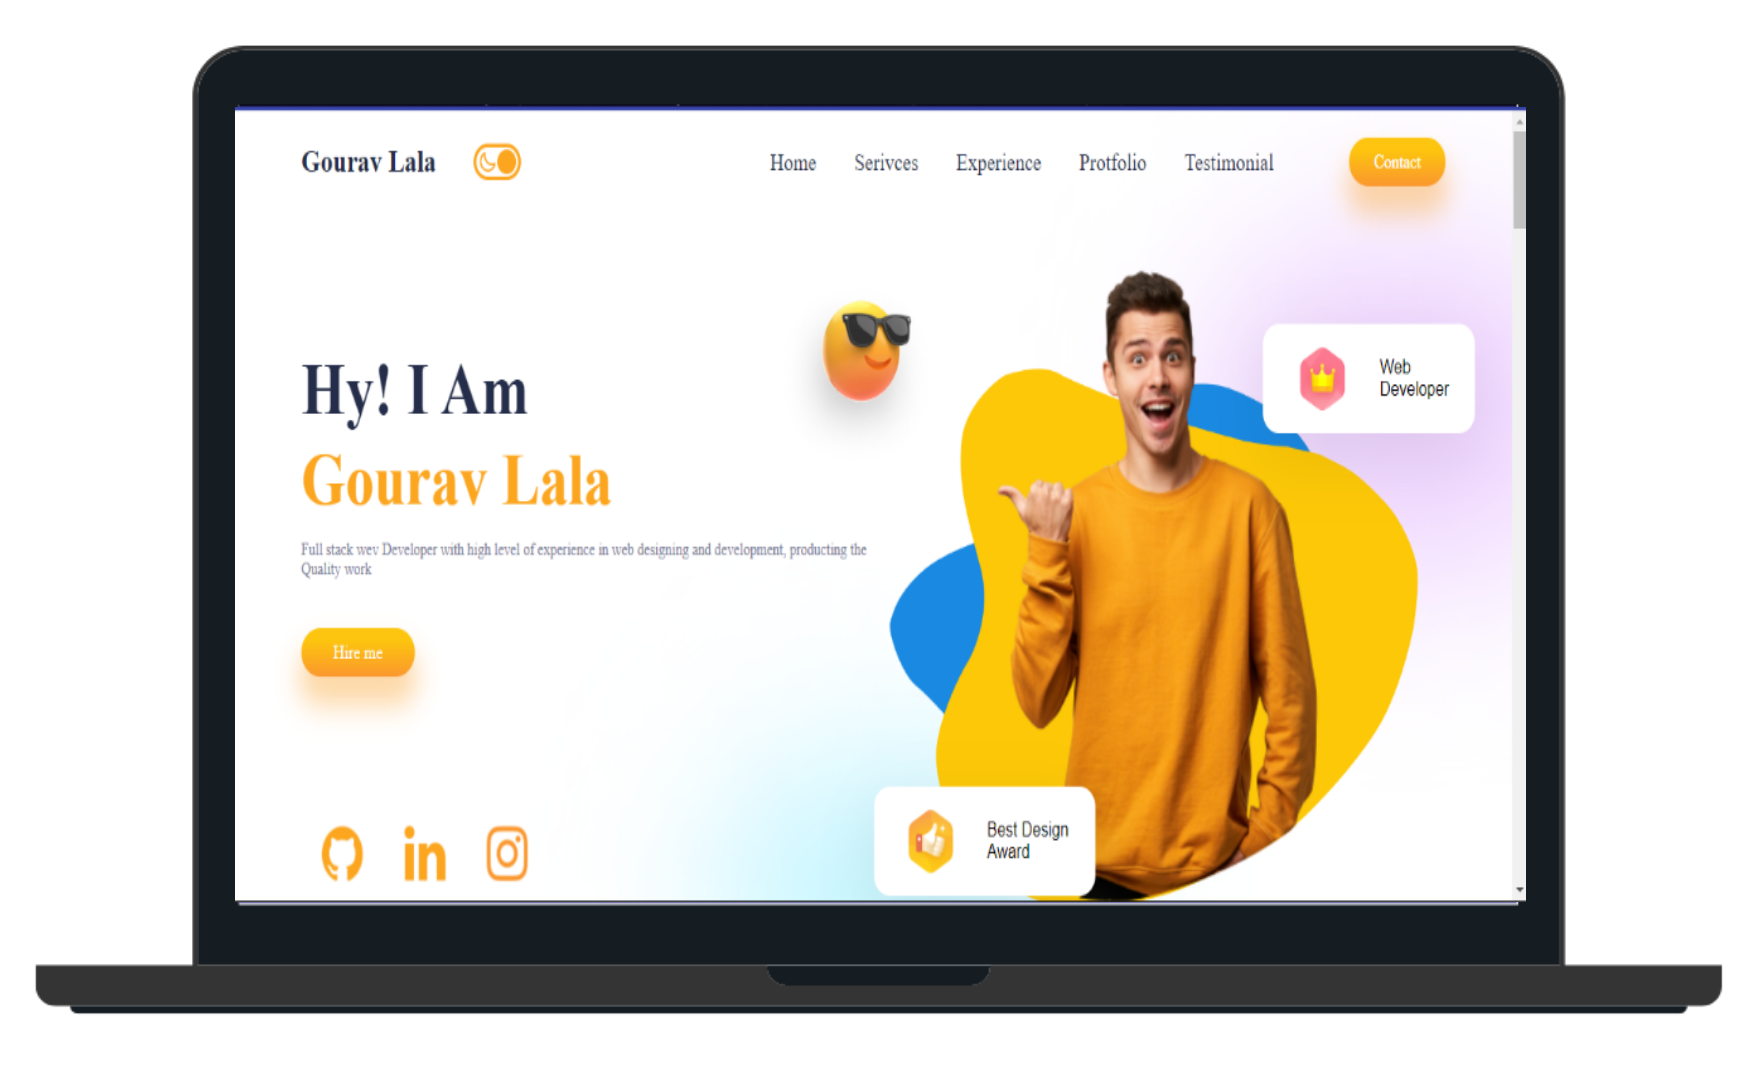 Gourav Lala
Home Serivces Experience Protfolio Testimonial
Contact
Hy! I Am
Gourav Lala
Full stack wev Developer with high level of experience in web designing and development, producting the
Quality work
Hire me
Web
Developer
Best Design
Award
in